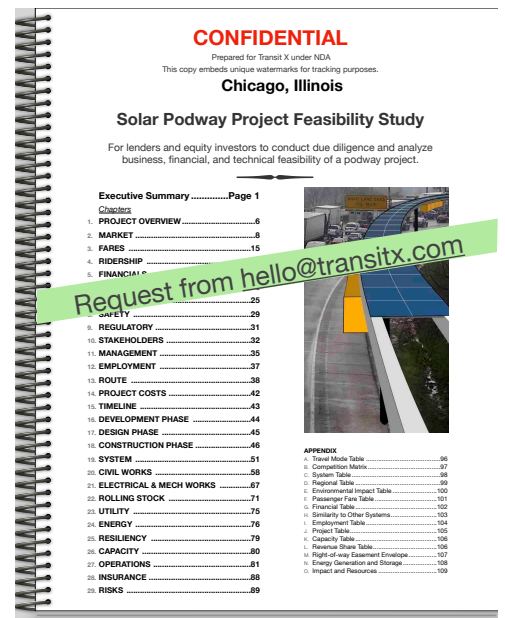 CONFIDENTIAL
Prepared for Transit X under NDA
This copy embeds unique watermarks for tracking purposes.
Chicago, Illinois
Solar Podway Project Feasibility Study
For lenders and equity investors to conduct due diligence and analyze
business, financial, and technical feasibility of a podway project.
Executive Summary..............Page 1
Chapters
1. PROJECT OVERVIEW...................................6
2. MARKET ..................................................8
3. FARES ..................................................15
4. RIDERSHIP
5. FINANCIALS
Request from hello@transitx.com
25
8. SAFETY ..................................................29
9. REGULATORY ..........................................31
10. STAKEHOLDERS ......................................32
11. MANAGEMENT ........................................35
12. EMPLOYMENT ........................................37
13. ROUTE ..................................................38
14. PROJECT COSTS ....................................42
15. TIMELINE ..............................................43
16. DEVELOPMENT PHASE ............................44
17. DESIGN PHASE ......................................45
18. CONSTRUCTION PHASE ..........................46
19. SYSTEM ................................................51
20. CIVIL WORKS ........................................58
21. ELECTRICAL & MECH WORKS ................67
22. ROLLING STOCK ....................................71
23. UTILITY ................................................75
24. ENERGY ................................................76
25. RESILIENCY ..........................................79
26. CAPACITY ............................................80
27. OPERATIONS ........................................81
28. INSURANCE ..........................................88
29. RISKS ..................................................89
APPENDIX
A. Travel Mode Table ....................................96
B. Competition Matrix....................................97
C. System Table ..........................................98
D. Regional Table ........................................99
E. Environmental Impact Table ......................100
F. Passenger Fare Table ..............................101
G. Financial Table ......................................102
H. Similarity to Other Systems ......................103
I. Employment Table ..................................104
J. Project Table ..........................................105
K. Capacity Table ........................................106
L. Revenue Share Table................................106
M. Right-of-way Easement Envelope..............107
N. Energy Generation and Storage ................108
O. Impact and Resources ............................109